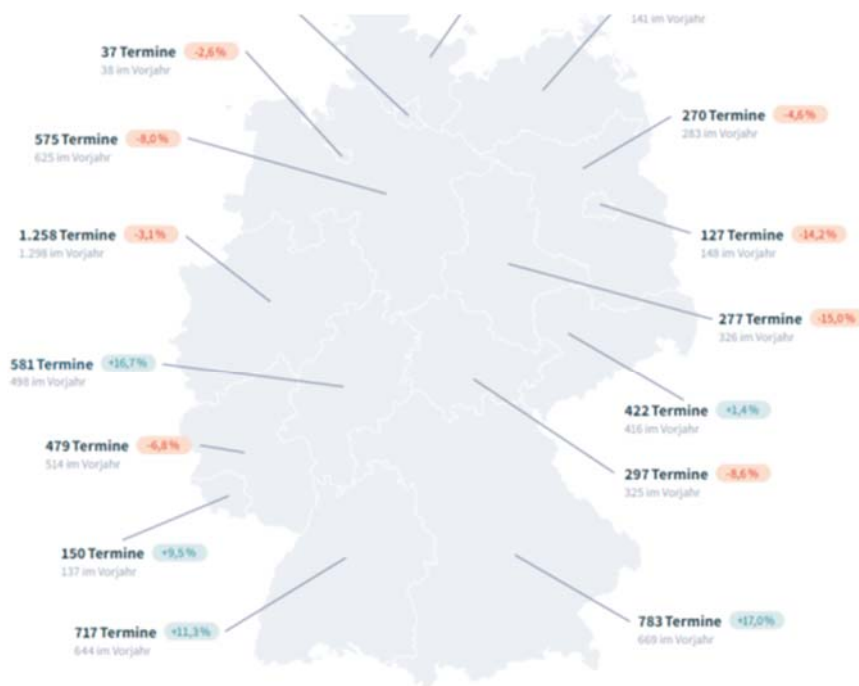 141 im Vorjahr
37 Termine -2,6%
38 im Vorjahr
270 Termine -4,6%
283 im Vorjahr
575 Termine -8,0%
625 im Vorjahr
1.258 Termine -3,1%
1.298 im Vorjahr
127 Termine -14,2%
148 im Vorjahr
277 Termine -15,0%
326 im Vorjahr
581 Termine +16,7%
498 im Vorjahr
422 Termine +1,4%
416 im Vorjahr
479 Termine -6,8%
514 im Vorjahr
297 Termine -8,6%
325 im Vorjahr
150 Termine +9,5%
137 im Vorjahr
783 Termine +17,0%
669 im Vorjahr
717 Termine +11,3%
644 im Vorjahr